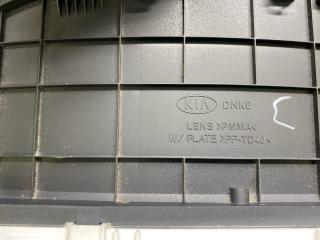 KIA DNKE
LENS >PMMA<
W/ PLATE >PP-TD40<